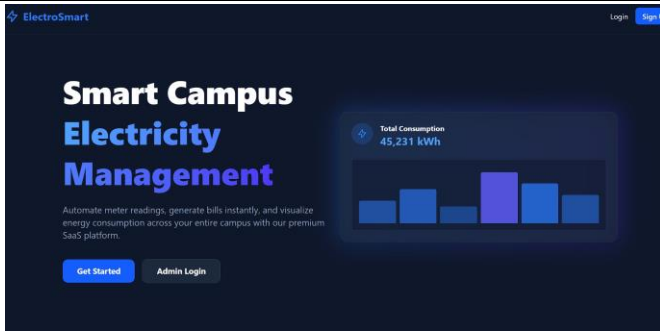 ElectroSmart
Login
Sign
Smart Campus
Electricity
Management
Automate meter readings, generate bills instantly, and visualize
energy consumption across your entire campus with our premium
SaaS platform.
Get Started
Admin Login
Total Consumption
45,231 kWh